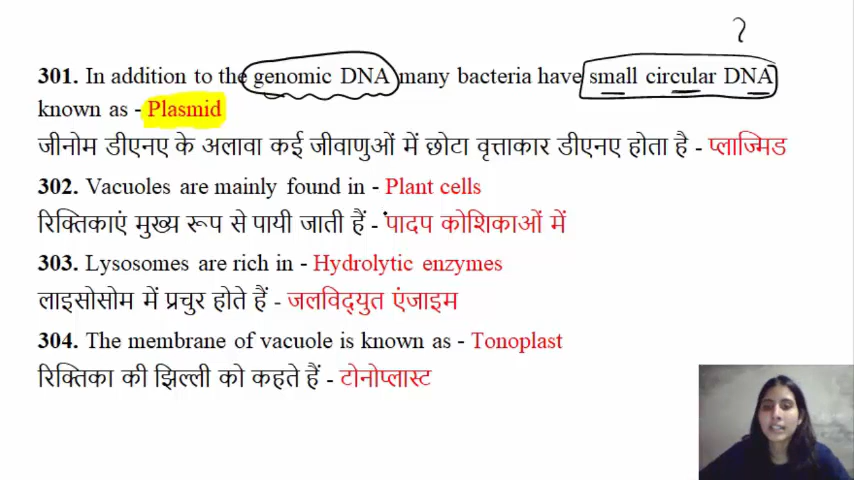 ?
301. In addition to the genomic DNA many bacteria have small circular DNA
known as - Plasmid
जीनोम डीएनए के अलावा कई जीवाणुओं में छोटा वृत्ताकार डीएनए होता है - प्लाज्मिड
302. Vacuoles are mainly found in - Plant cells
रिक्तिकाएं मुख्य रूप से पायी जाती हैं - पादप कोशिकाओं में
303. Lysosomes are rich in - Hydrolytic enzymes
लाइसोसोम में प्रचुर होते हैं - जलविद्युत एंजाइम
304. The membrane of vacuole is known as - Tonoplast
रिक्तिका की झिल्ली को कहते हैं - टोनोप्लास्ट